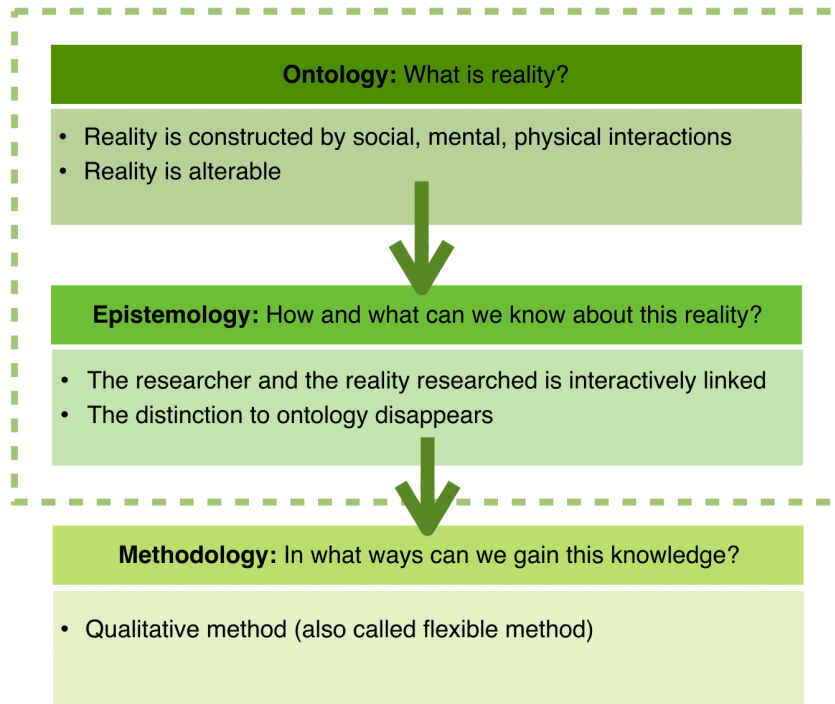 Ontology: What is reality?
• Reality is constructed by social, mental, physical interactions
• Reality is alterable
Epistemology: How and what can we know about this reality?
• The researcher and the reality researched is interactively linked
• The distinction to ontology disappears
Methodology: In what ways can we gain this knowledge?
• Qualitative method (also called flexible method)